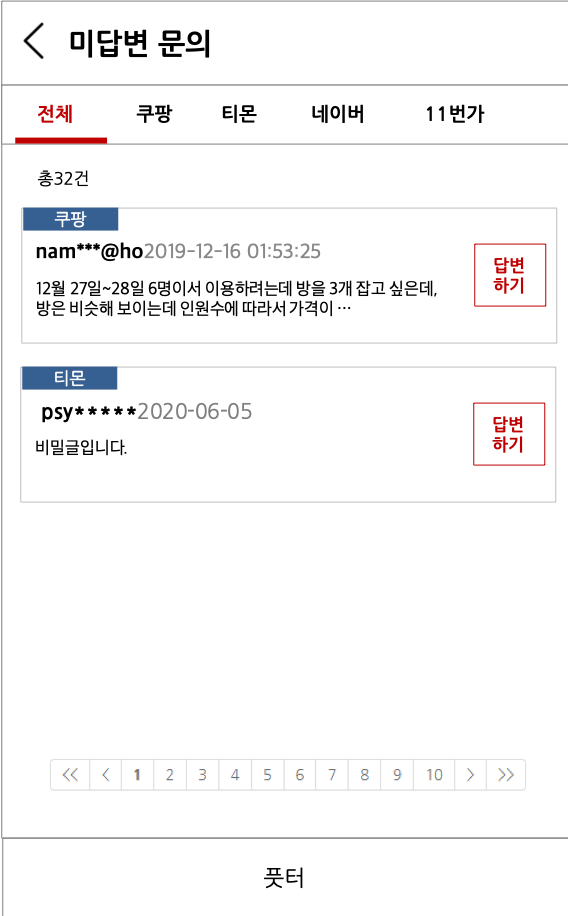 미답변 문의
전체 쿠팡 티몬 네이버 11번가
총32건
쿠팡
nam***@ho2019-12-16 01:53:25
12월 27일~28일 6명이서 이용하려는데 방을 3개 잡고 싶은데,
방은 비슷해 보이는데 인원수에 따라서 가격이 …
답변
하기
티몬
psy*****2020-06-05
비밀글입니다.
답변
하기
<< < 1 2 3 4 5 6 7 8 9 10 > >>
풋터